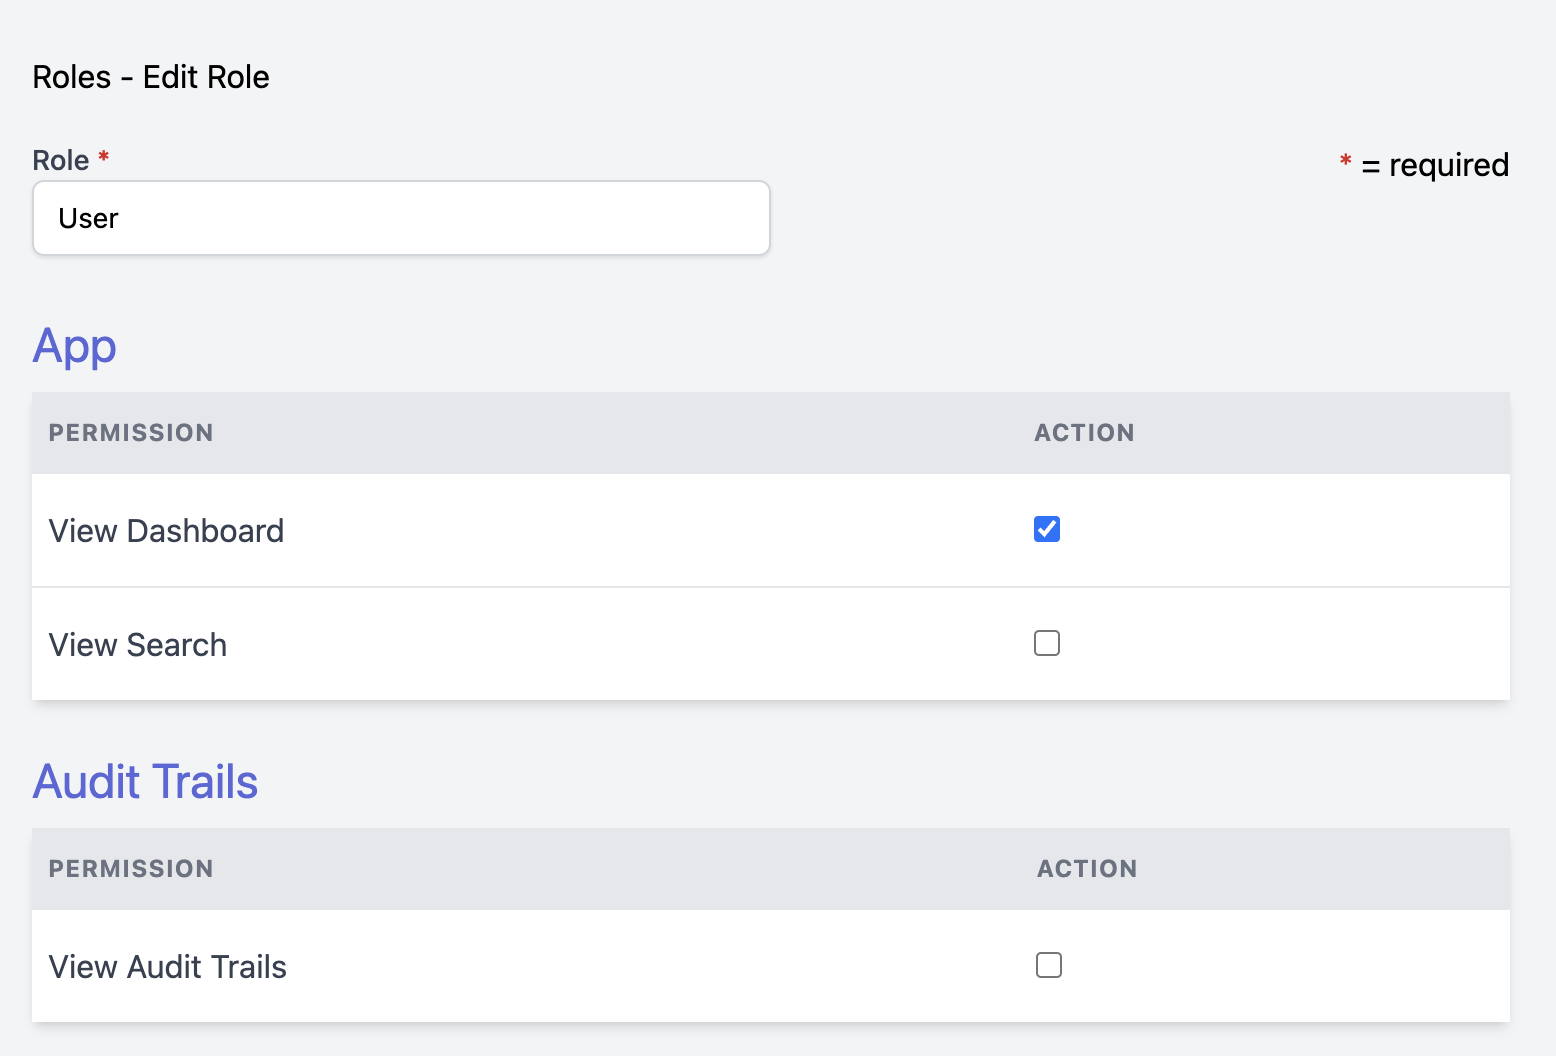 Roles - Edit Role
Role *
* = required
User
App
PERMISSION ACTION
View Dashboard
View Search
Audit Trails
PERMISSION ACTION
View Audit Trails